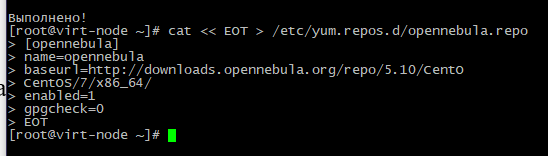 Выполнено!
[root@virt-node ~]# cat << EOT > /etc/yum.repos.d/opennebula.repo
> [opennebula]
> name=opennebula
> baseurl=http://downloads.opennebula.org/repo/5.10/CentO
> CentOS/7/x86_64/
> enabled=1
> gpgcheck=0
> EOT
[root@virt-node ~]#